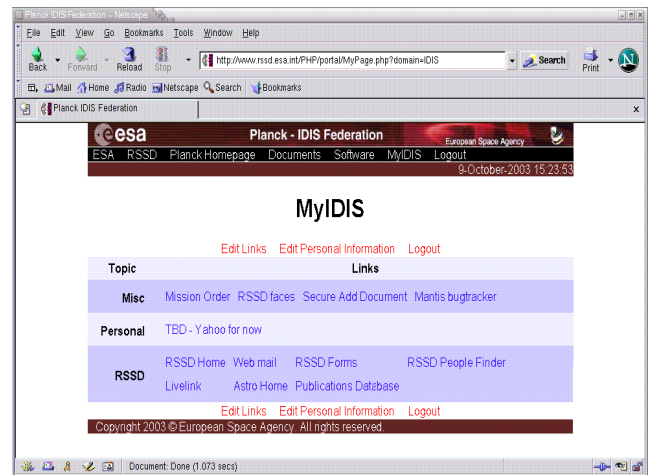 Planck IDIS Federation - Netscape
File Edit View Go Bookmarks Tools Window Help
Back Forward Reload Stop http://www.rssd.esa.int/PHP/portal/MyPage.php?domain=IDIS Search Print N
Mail Home Radio Netscape Search Bookmarks
Planck IDIS Federation x
esa Planck - IDIS Federation European Space Agency
ESA RSSD Planck Homepage Documents Software MyIDIS Logout
9-October-2003 15:23:53
MyIDIS
Edit Links Edit Personal Information Logout
Topic Links
Misc Mission Order RSSD faces Secure Add Document Mantis bugtracker
Personal TBD - Yahoo for now
RSSD RSSD Home Web mail RSSD Forms RSSD People Finder
Livelink Astro Home Publications Database
Edit Links Edit Personal Information Logout
Copyright 2003 © European Space Agency. All rights reserved.
Document: Done (1.073 secs)